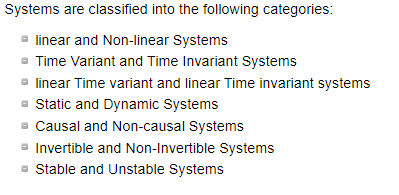 Systems are classified into the following categories:
linear and Non-linear Systems
Time Variant and Time Invariant Systems
linear Time variant and linear Time invariant systems
Static and Dynamic Systems
Causal and Non-causal Systems
Invertible and Non-Invertible Systems
Stable and Unstable Systems